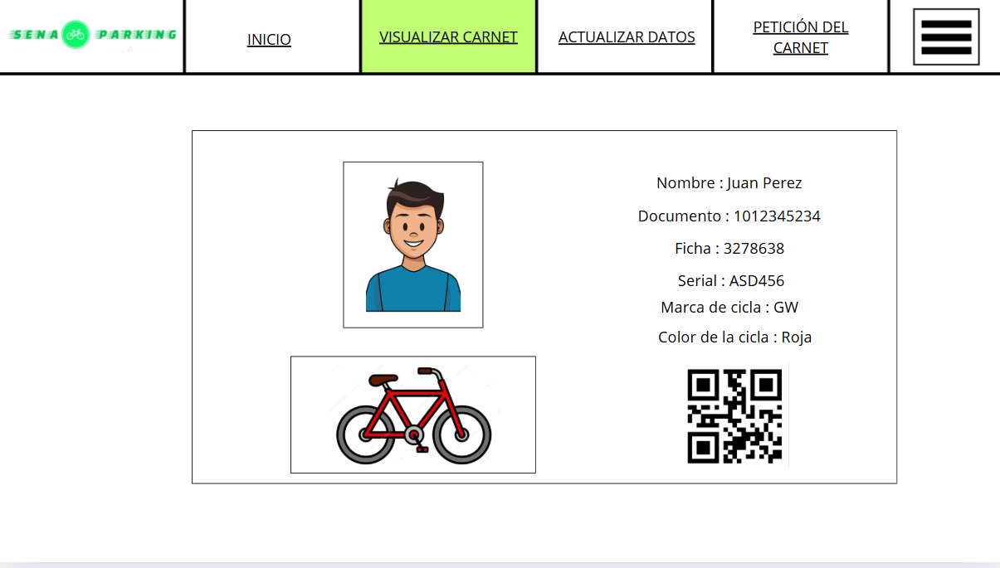 SENA PARKING
INICIO
VISUALIZAR CARNET
ACTUALIZAR DATOS
PETICIÓN DEL
CARNET
Nombre : Juan Perez
Documento : 1012345234
Ficha : 3278638
Serial : ASD456
Marca de cicla : GW
Color de la cicla : Roja